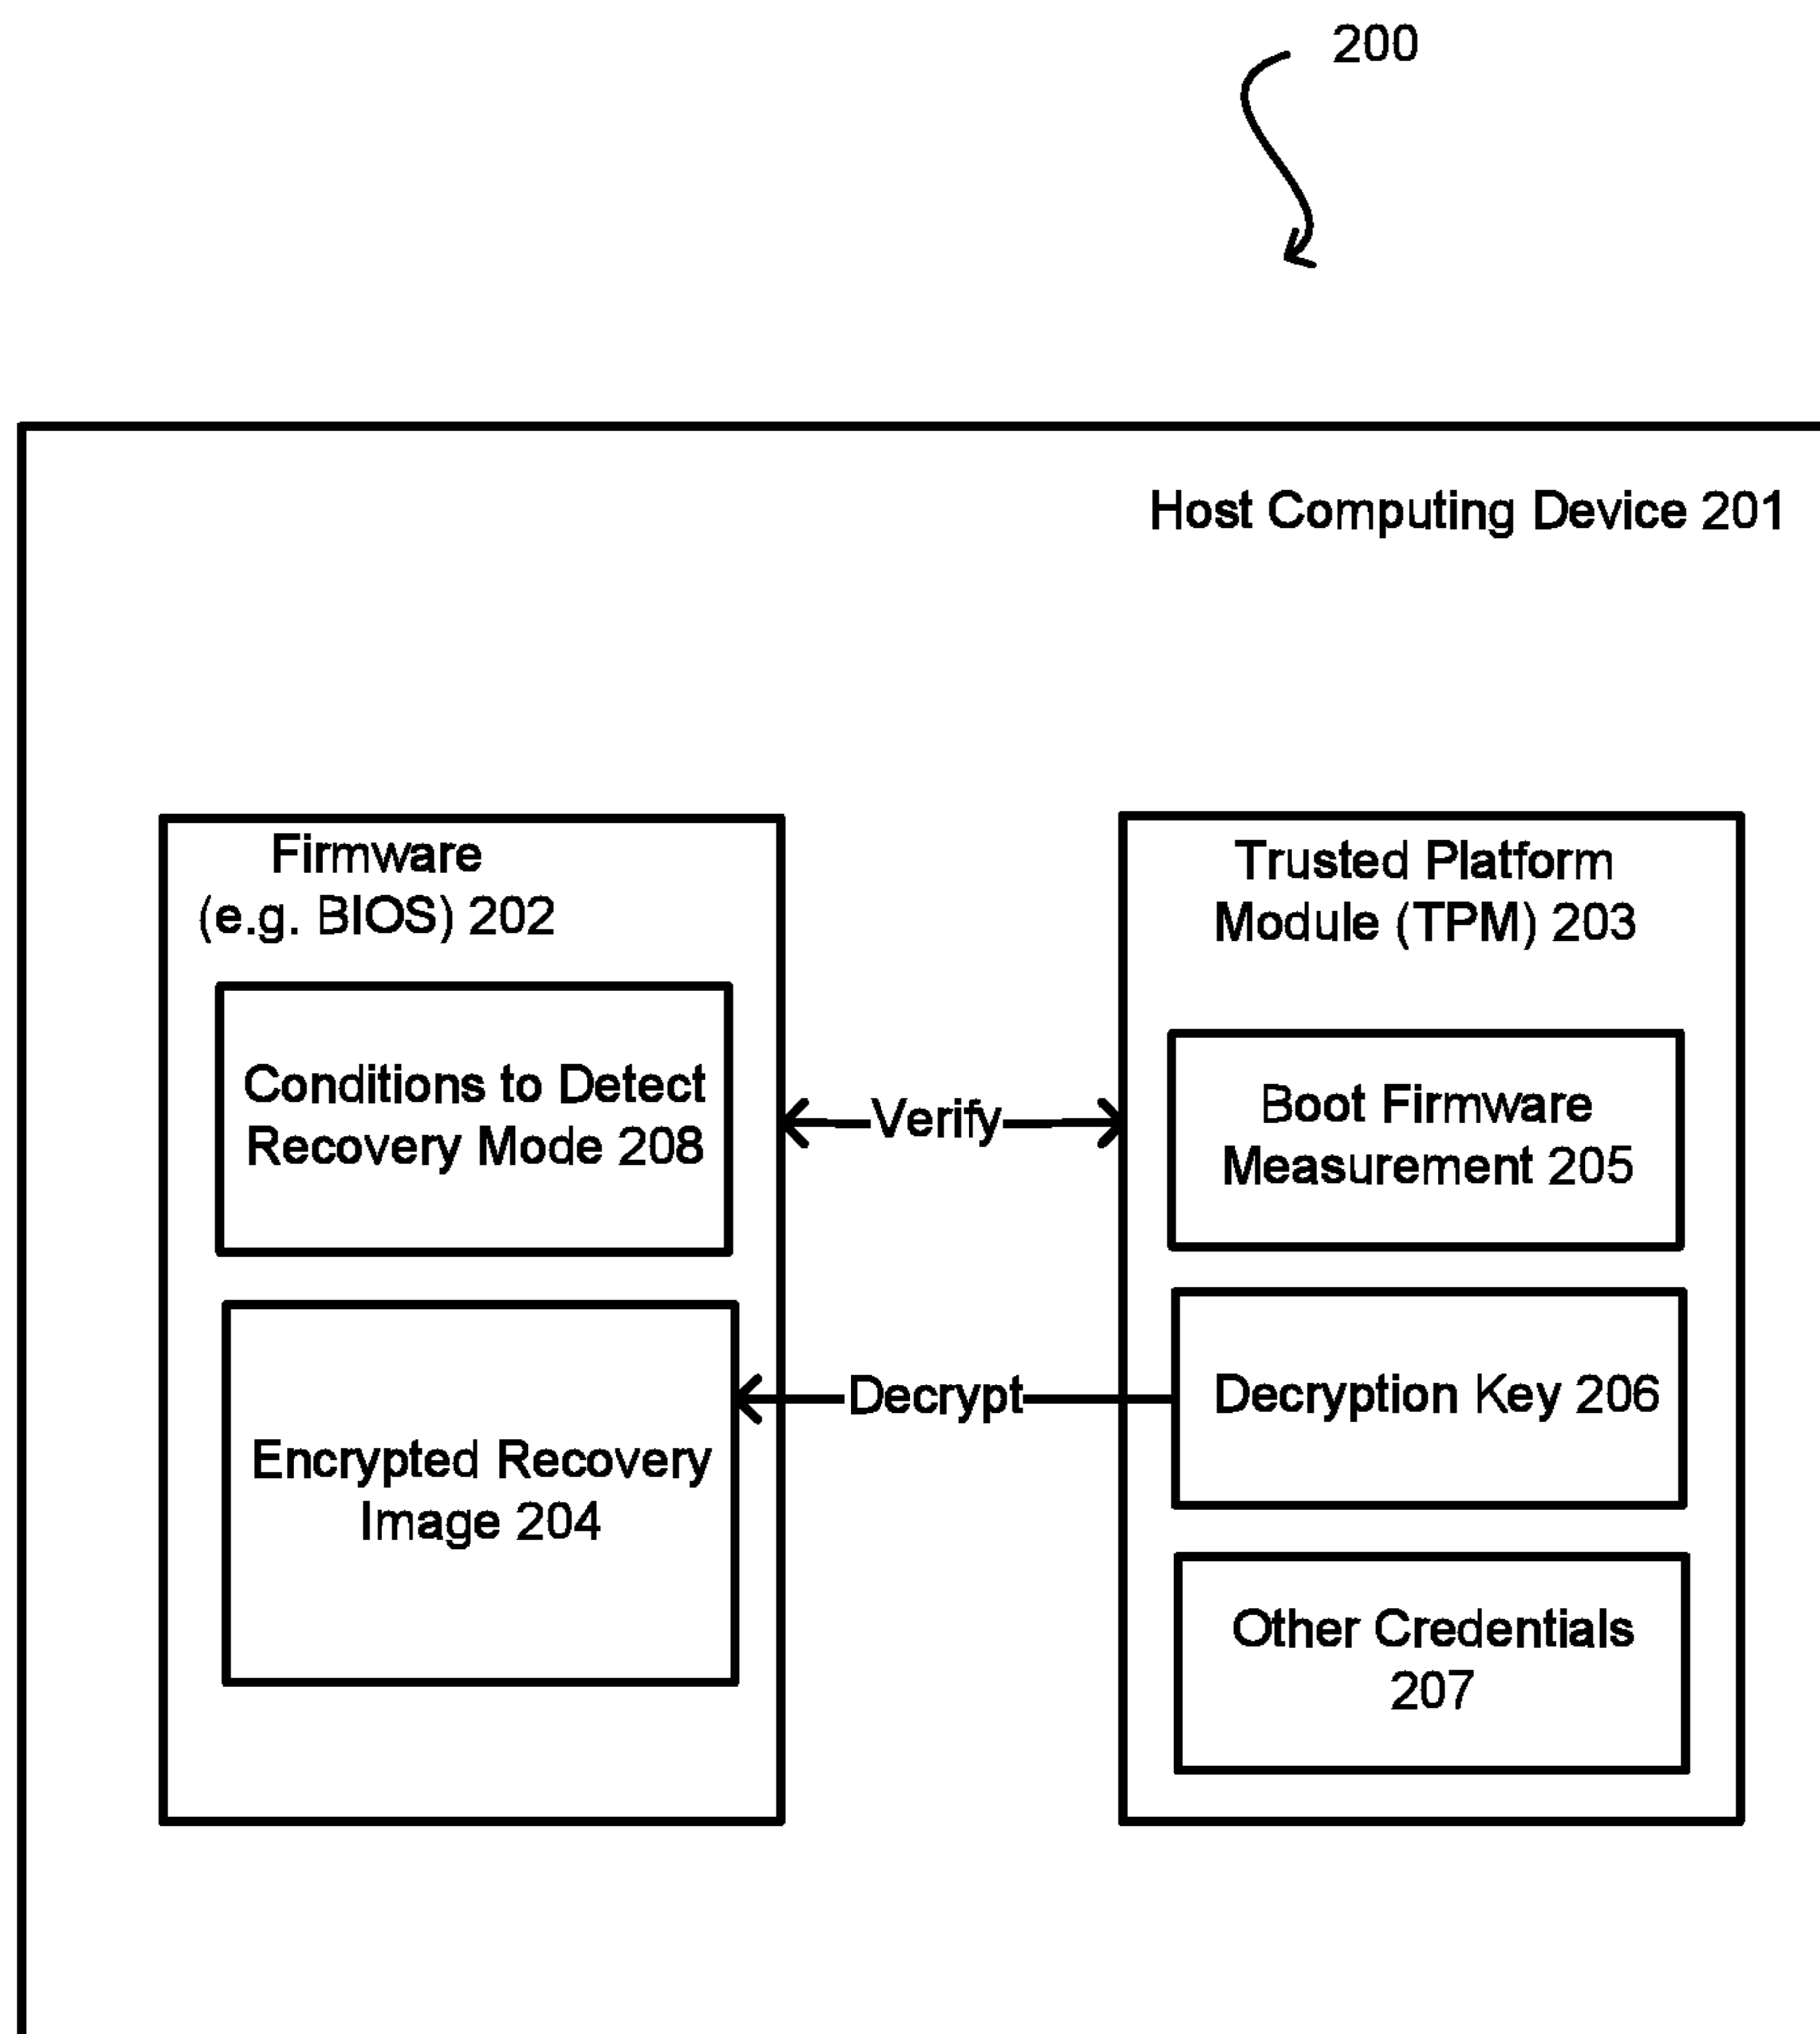 200
Host Computing Device 201
Firmware
(e.g. BIOS) 202
Conditions to Detect
Recovery Mode 208
Encrypted Recovery
Image 204
Verify
Decrypt
Trusted Platform
Module (TPM) 203
Boot Firmware
Measurement 205
Decryption Key 206
Other Credentials
207